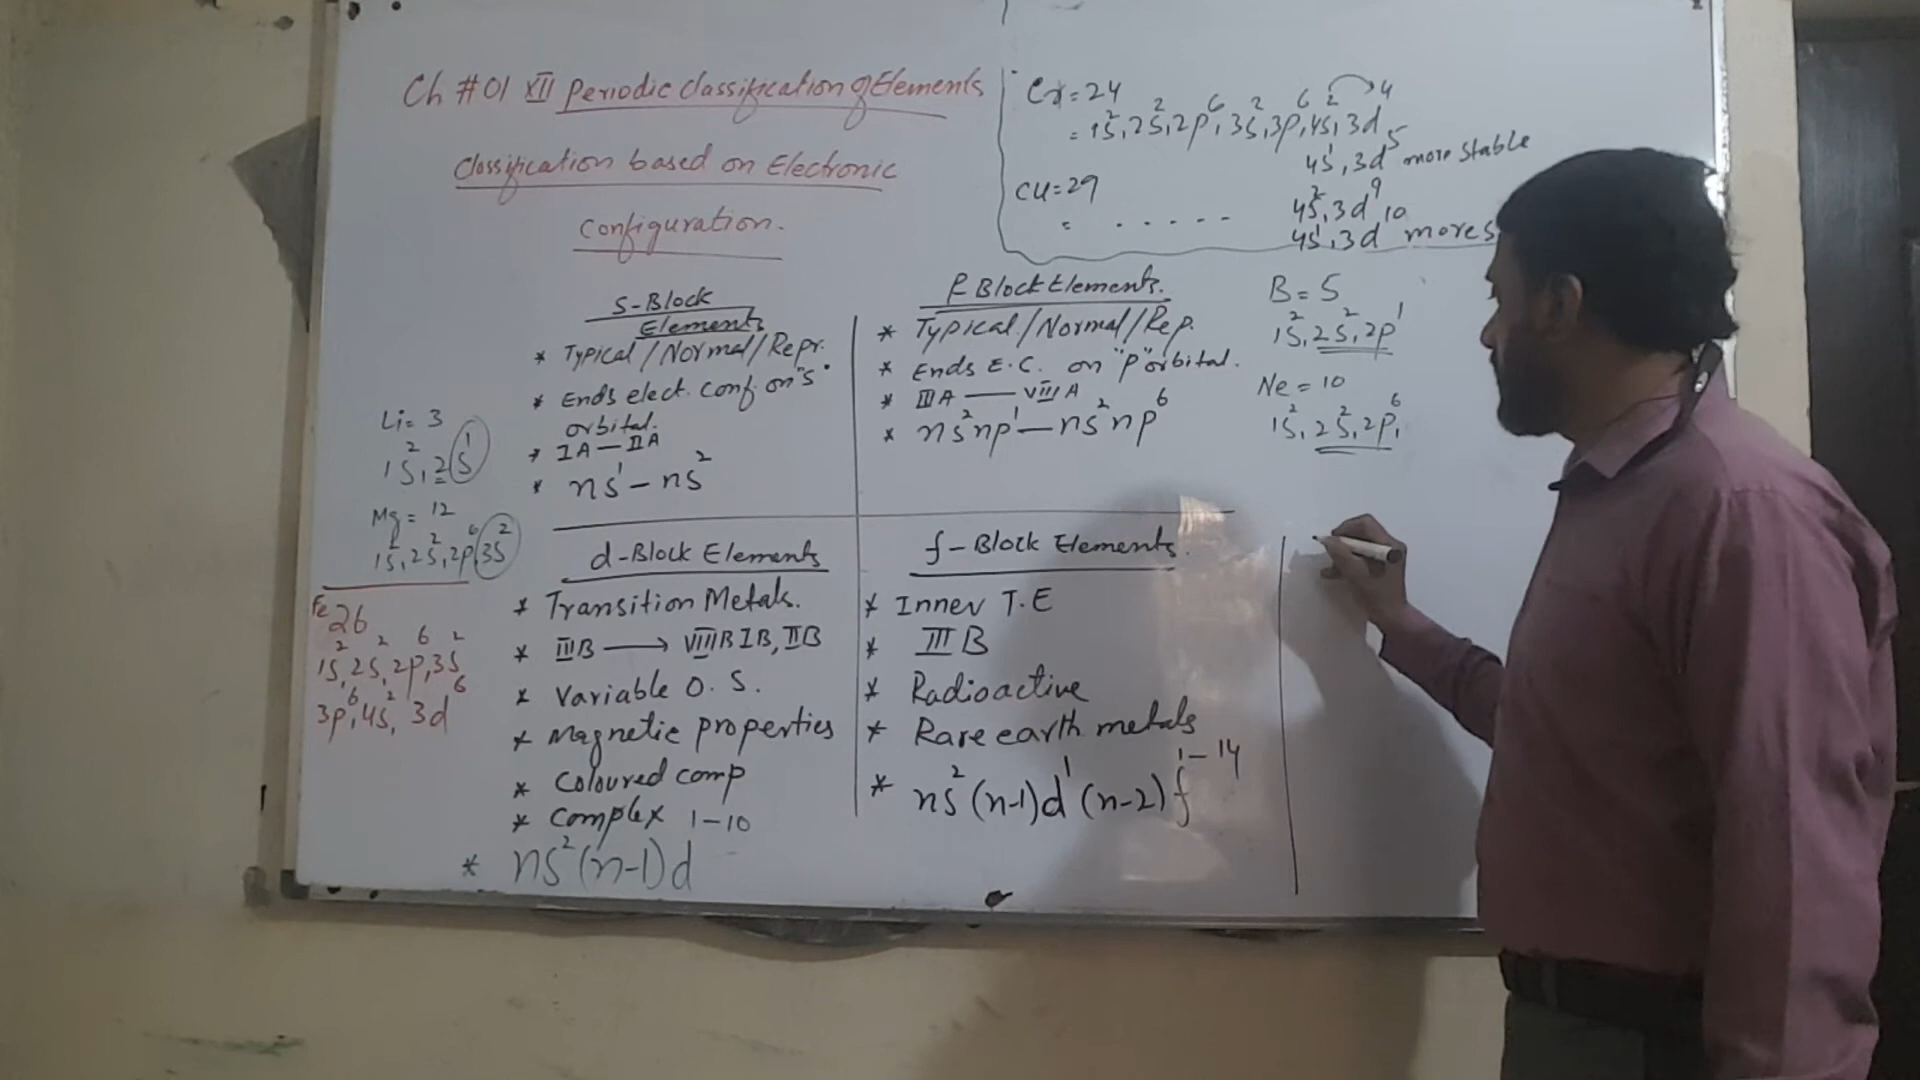 Ch #01 XII Periodic Classification of Elements
Classification based on Electronic
Configuration.
Cr = 24
= 1s², 2s², 2p⁶, 3s², 3p⁶, 4s², 3d⁴
4s¹, 3d⁵ more stable
Cu = 29
= . . . . . 4s², 3d⁹
4s¹, 3d¹⁰ more s
S-Block
Elements
* Typical / Normal / Repr.
* Ends elect. conf on "s"
orbital.
* IA — IIA
* ns¹ – ns²
Li = 3
1s², 2s¹
Mg = 12
1s², 2s², 2p⁶, 3s²
P Block Elements.
* Typical / Normal / Rep.
* Ends E.C. on "p" orbital.
* IIIA — VIIIA
* ns²np¹ — ns²np⁶
B = 5
1s², 2s², 2p¹
Ne = 10
1s², 2s², 2p⁶,
d-Block Elements
* Transition Metals.
* IIIB → VIIIB IB, IIB
* Variable O. S.
* Magnetic properties
* Coloured comp
* Complex
* ns² (n-1)d¹⁻¹⁰
Fe 26
1s², 2s², 2p⁶, 3s²
3p⁶, 4s², 3d⁶
f-Block Elements.
* Inner T.E
* IIIB
* Radioactive
* Rare earth metals
* ns² (n-1)d¹ (n-2)f¹⁻¹⁴